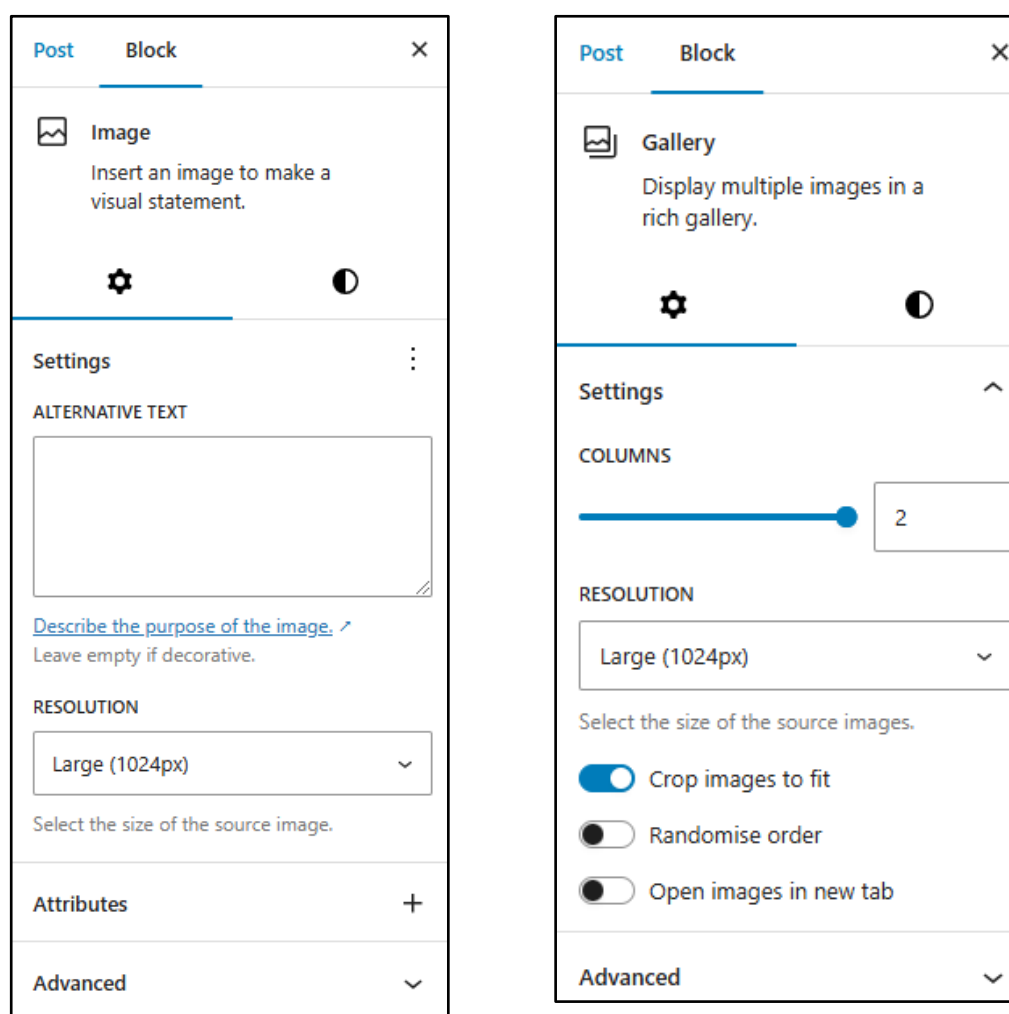 Post Block
Image
Insert an image to make a
visual statement.
Settings
ALTERNATIVE TEXT
Describe the purpose of the image. ↗
Leave empty if decorative.
RESOLUTION
Large (1024px)
Select the size of the source image.
Attributes
Advanced
Post Block
Gallery
Display multiple images in a
rich gallery.
Settings
COLUMNS
2
RESOLUTION
Large (1024px)
Select the size of the source images.
Crop images to fit
Randomise order
Open images in new tab
Advanced